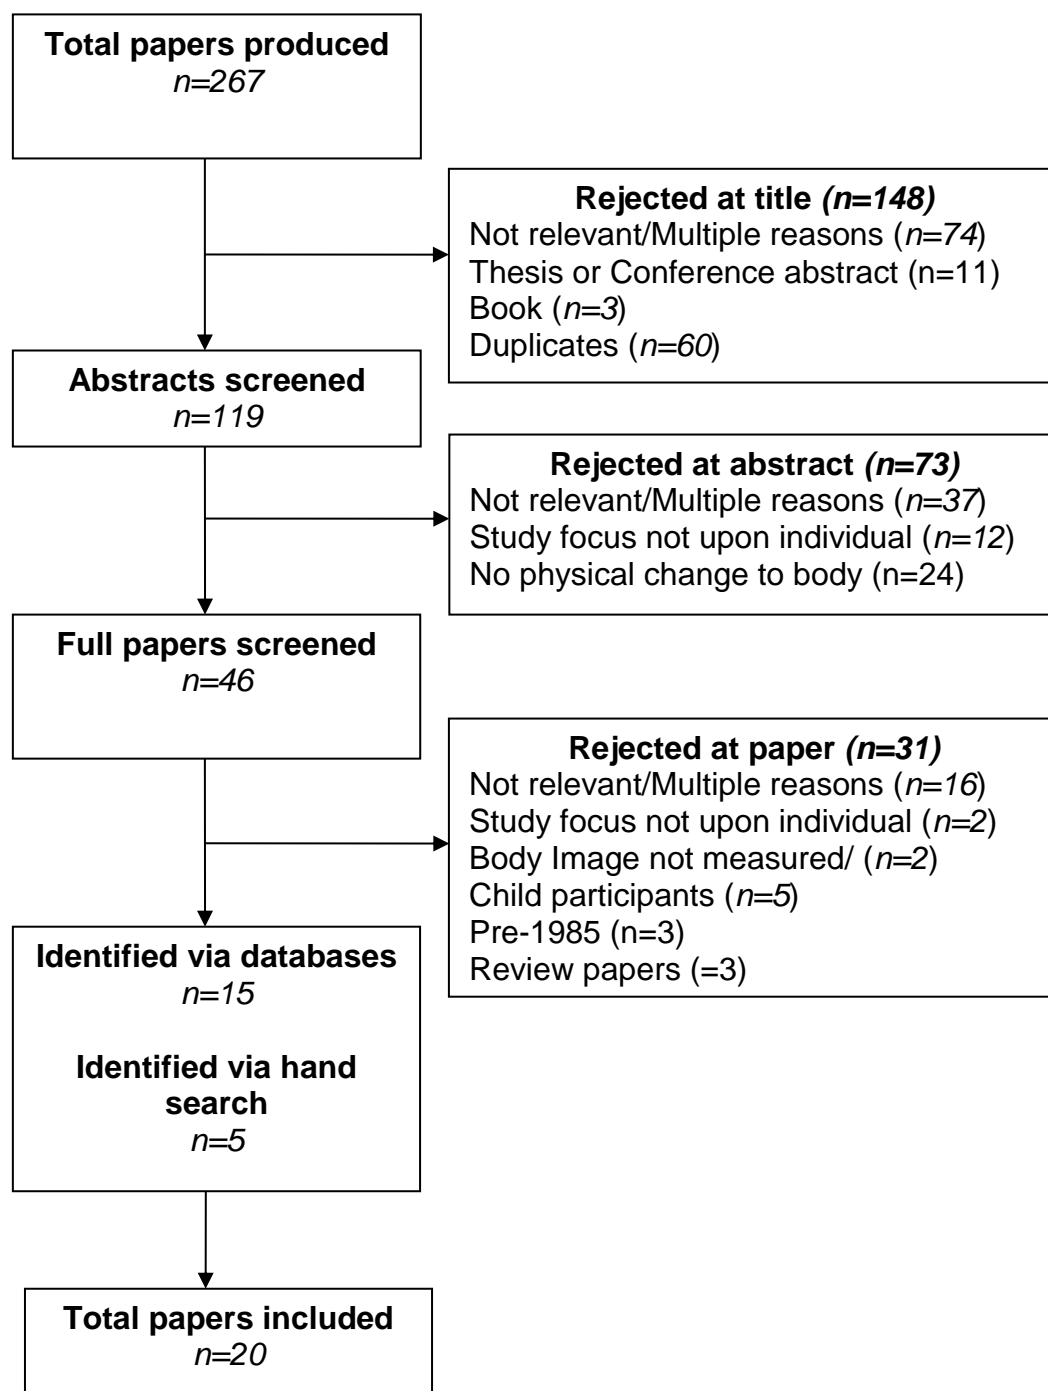 Total papers produced
n=267
Rejected at title (n=148)
Not relevant/Multiple reasons (n=74)
Thesis or Conference abstract (n=11)
Book (n=3)
Duplicates (n=60)
Abstracts screened
n=119
Rejected at abstract (n=73)
Not relevant/Multiple reasons (n=37)
Study focus not upon individual (n=12)
No physical change to body (n=24)
Full papers screened
n=46
Rejected at paper (n=31)
Not relevant/Multiple reasons (n=16)
Study focus not upon individual (n=2)
Body Image not measured/ (n=2)
Child participants (n=5)
Pre-1985 (n=3)
Review papers (=3)
Identified via databases
n=15
Identified via hand
search
n=5
Total papers included
n=20